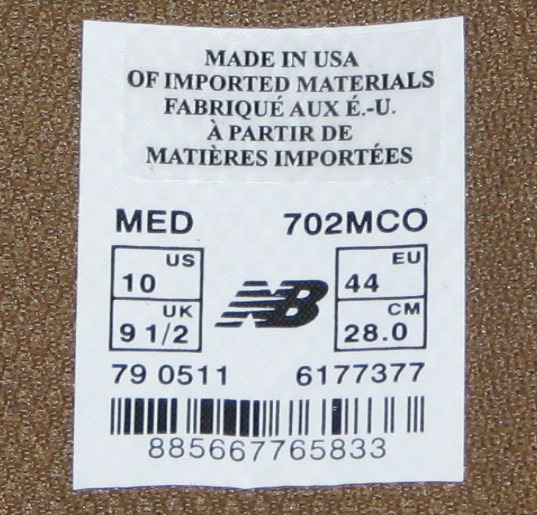 MADE IN USA
OF IMPORTED MATERIALS
FABRIQUÉ AUX É.-U.
À PARTIR DE
MATIÈRES IMPORTÉES
MED 702MCO
US EU
10 44
UK CM
9 1/2 NB 28.0
79 0511 6177377
885667765833